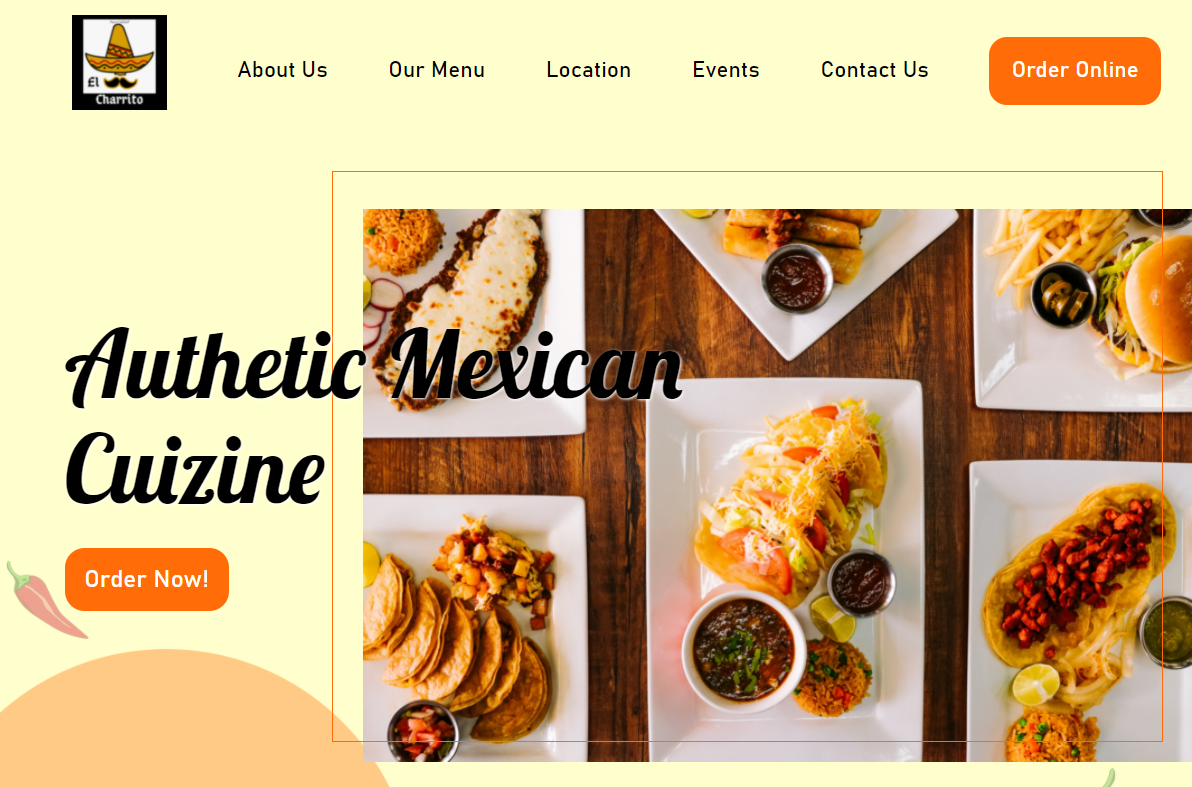 El
Charrito
About Us
Our Menu
Location
Events
Contact Us
Order Online
Authetic Mexican
Cuizine
Order Now!